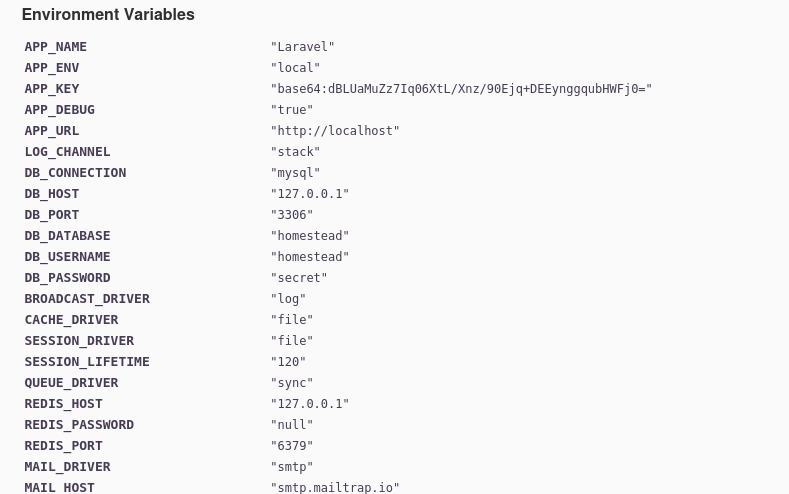 Environment Variables
APP_NAME "Laravel"
APP_ENV "local"
APP_KEY "base64:dBLUaMuZz7Iq06XtL/Xnz/90Ejq+DEEynggqubHWFj0="
APP_DEBUG "true"
APP_URL "http://localhost"
LOG_CHANNEL "stack"
DB_CONNECTION "mysql"
DB_HOST "127.0.0.1"
DB_PORT "3306"
DB_DATABASE "homestead"
DB_USERNAME "homestead"
DB_PASSWORD "secret"
BROADCAST_DRIVER "log"
CACHE_DRIVER "file"
SESSION_DRIVER "file"
SESSION_LIFETIME "120"
QUEUE_DRIVER "sync"
REDIS_HOST "127.0.0.1"
REDIS_PASSWORD "null"
REDIS_PORT "6379"
MAIL_DRIVER "smtp"
MAIL_HOST "smtp.mailtrap.io"